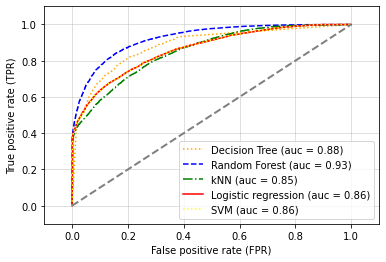 True positive rate (TPR)
1.0
0.8
0.6
0.4
0.2
0.0
Decision Tree (auc = 0.88)
Random Forest (auc = 0.93)
kNN (auc = 0.85)
Logistic regression (auc = 0.86)
SVM (auc = 0.86)
0.0 0.2 0.4 0.6 0.8 1.0
False positive rate (FPR)